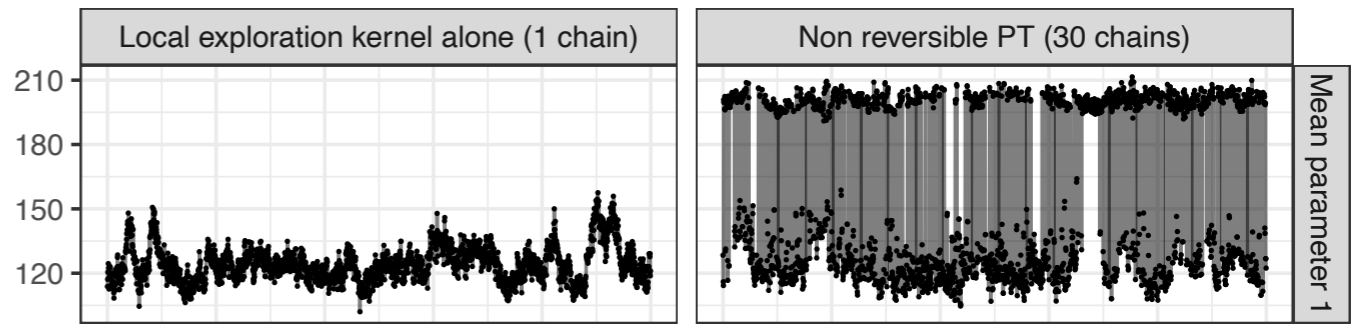 Local exploration kernel alone (1 chain)
Non reversible PT (30 chains)
210
180
150
120
Mean parameter 1